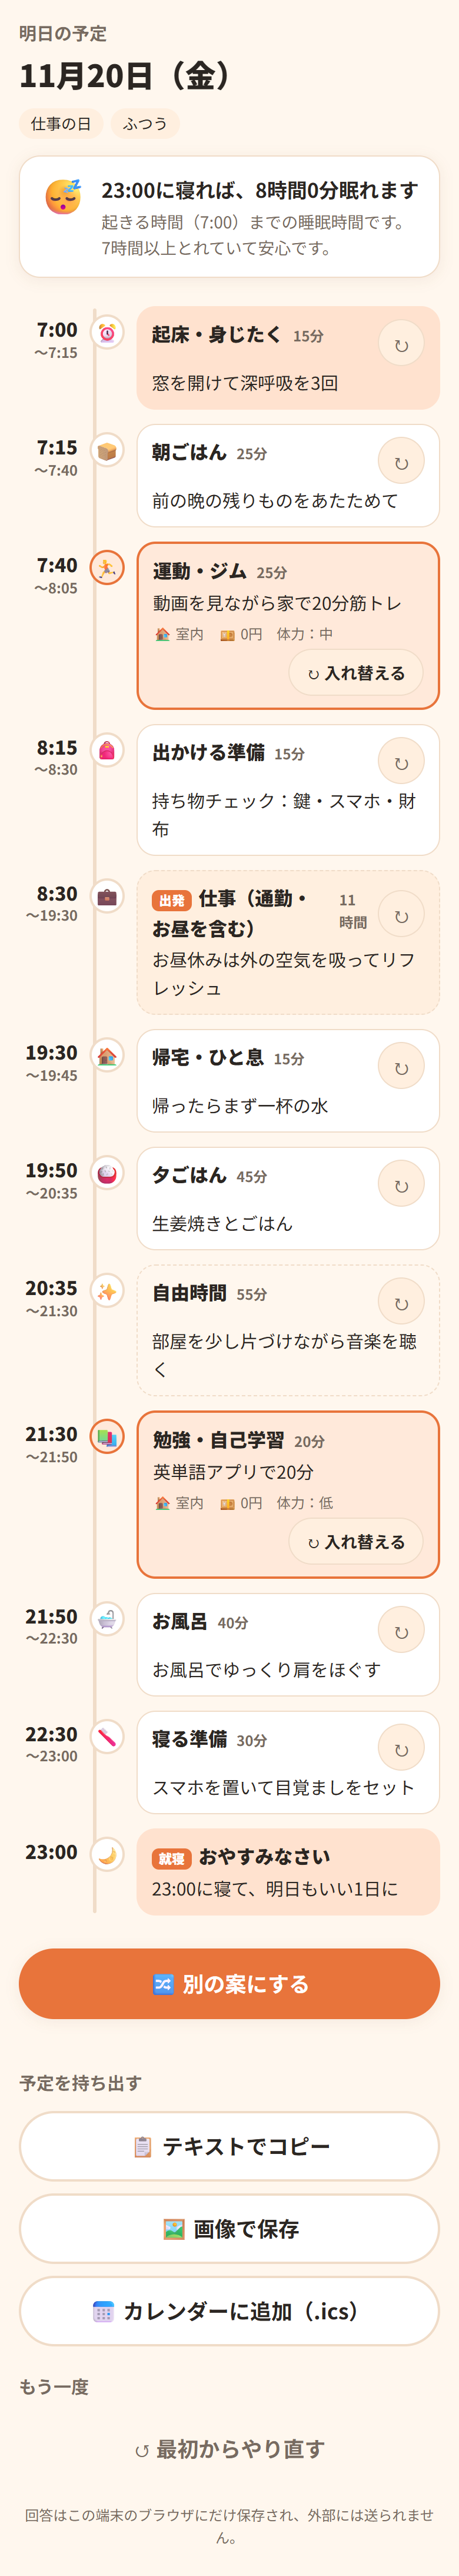 明日の予定
11月20日（金）
仕事の日 ふつう
23:00に寝れば、8時間0分眠れます
起きる時間（7:00）までの睡眠時間です。
7時間以上とれていて安心です。
7:00
～7:15
起床・身じたく 15分
窓を開けて深呼吸を3回
7:15
～7:40
朝ごはん 25分
前の晩の残りものをあたためて
7:40
～8:05
運動・ジム 25分
動画を見ながら家で20分筋トレ
室内 0円 体力：中
↻ 入れ替える
8:15
～8:30
出かける準備 15分
持ち物チェック：鍵・スマホ・財
布
8:30
～19:30
出発 仕事（通勤・
お昼を含む）
11
時間
お昼休みは外の空気を吸ってリフ
レッシュ
19:30
～19:45
帰宅・ひと息 15分
帰ったらまず一杯の水
19:50
～20:35
夕ごはん 45分
生姜焼きとごはん
20:35
～21:30
自由時間 55分
部屋を少し片づけながら音楽を聴
く
21:30
～21:50
勉強・自己学習 20分
英単語アプリで20分
室内 0円 体力：低
↻ 入れ替える
21:50
～22:30
お風呂 40分
お風呂でゆっくり肩をほぐす
22:30
～23:00
寝る準備 30分
スマホを置いて目覚ましをセット
23:00
就寝 おやすみなさい
23:00に寝て、明日もいい1日に
別の案にする
予定を持ち出す
テキストでコピー
画像で保存
カレンダーに追加（.ics）
もう一度
↺ 最初からやり直す
回答はこの端末のブラウザにだけ保存され、外部には送られませ
ん。